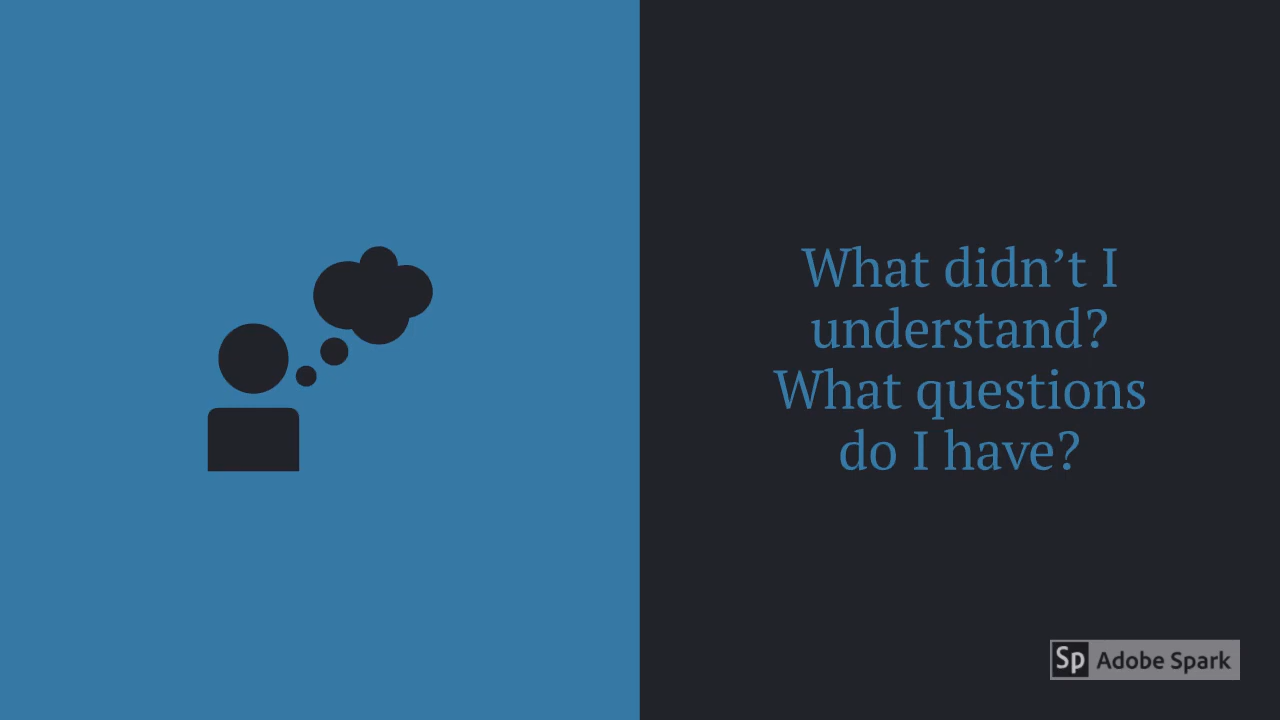 What didn’t I
understand?
What questions
do I have?
Sp Adobe Spark